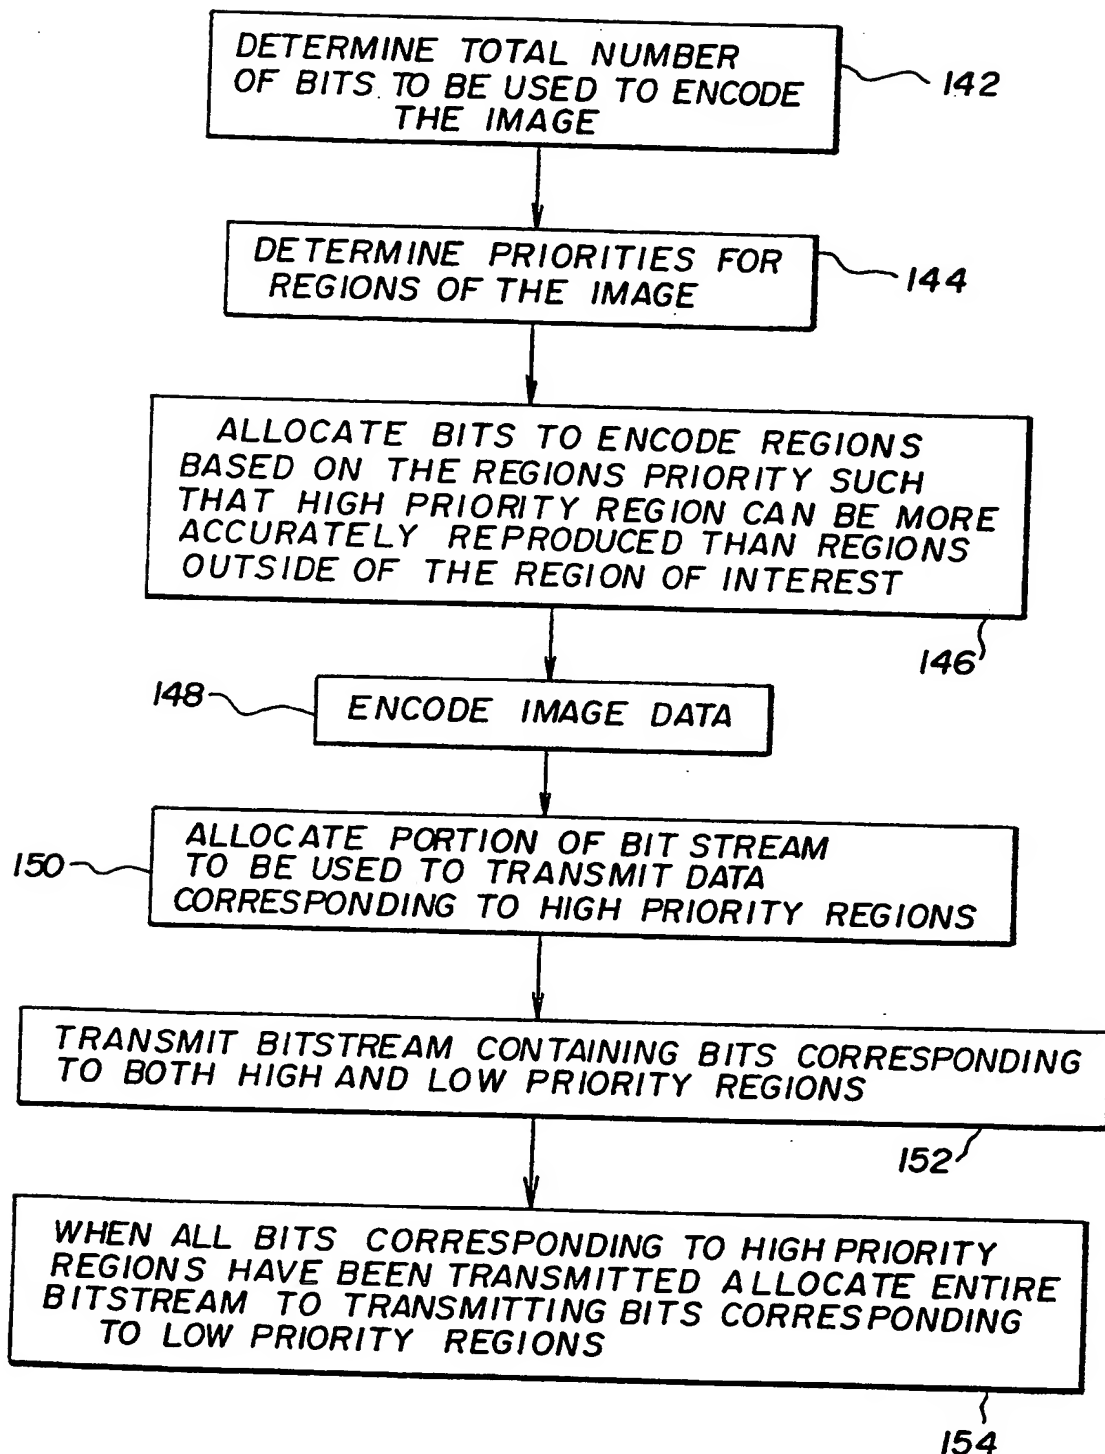 DETERMINE TOTAL NUMBER
OF BITS TO BE USED TO ENCODE
THE IMAGE
142
DETERMINE PRIORITIES FOR
REGIONS OF THE IMAGE
144
ALLOCATE BITS TO ENCODE REGIONS
BASED ON THE REGIONS PRIORITY SUCH
THAT HIGH PRIORITY REGION CAN BE MORE
ACCURATELY REPRODUCED THAN REGIONS
OUTSIDE OF THE REGION OF INTEREST
146
148
ENCODE IMAGE DATA
150
ALLOCATE PORTION OF BIT STREAM
TO BE USED TO TRANSMIT DATA
CORRESPONDING TO HIGH PRIORITY REGIONS
TRANSMIT BITSTREAM CONTAINING BITS CORRESPONDING
TO BOTH HIGH AND LOW PRIORITY REGIONS
152
WHEN ALL BITS CORRESPONDING TO HIGH PRIORITY
REGIONS HAVE BEEN TRANSMITTED ALLOCATE ENTIRE
BITSTREAM TO TRANSMITTING BITS CORRESPONDING
TO LOW PRIORITY REGIONS
154